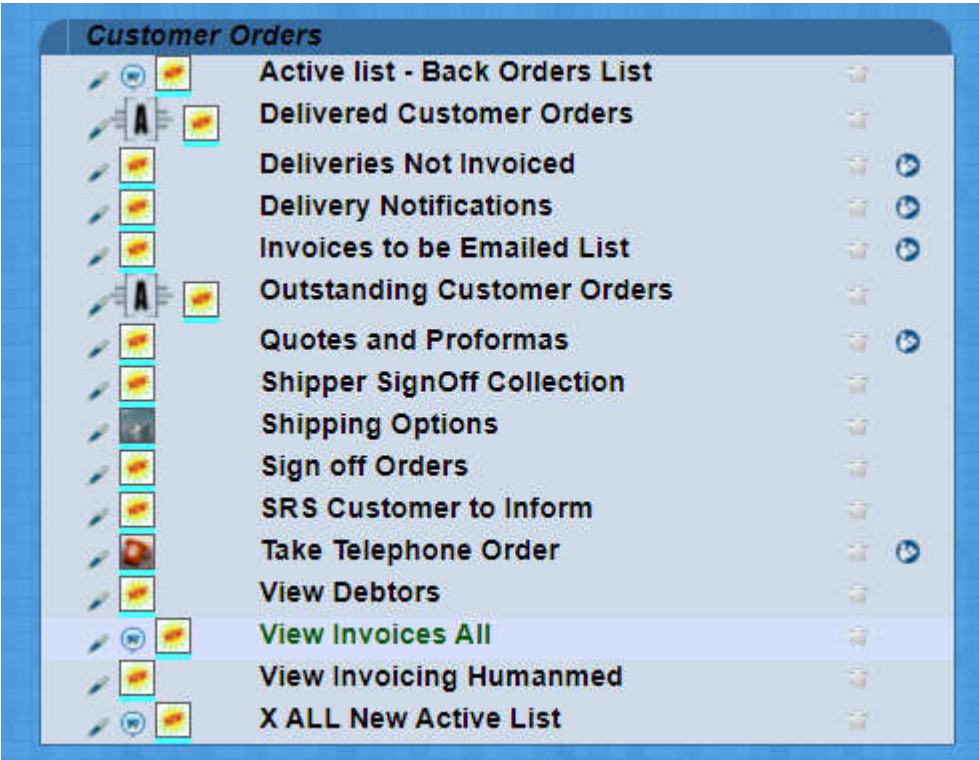 Customer Orders
Active list - Back Orders List
A Delivered Customer Orders
Deliveries Not Invoiced
Delivery Notifications
Invoices to be Emailed List
A Outstanding Customer Orders
Quotes and Proformas
Shipper SignOff Collection
Shipping Options
Sign off Orders
SRS Customer to Inform
Take Telephone Order
View Debtors
View Invoices All
View Invoicing Humanmed
X ALL New Active List